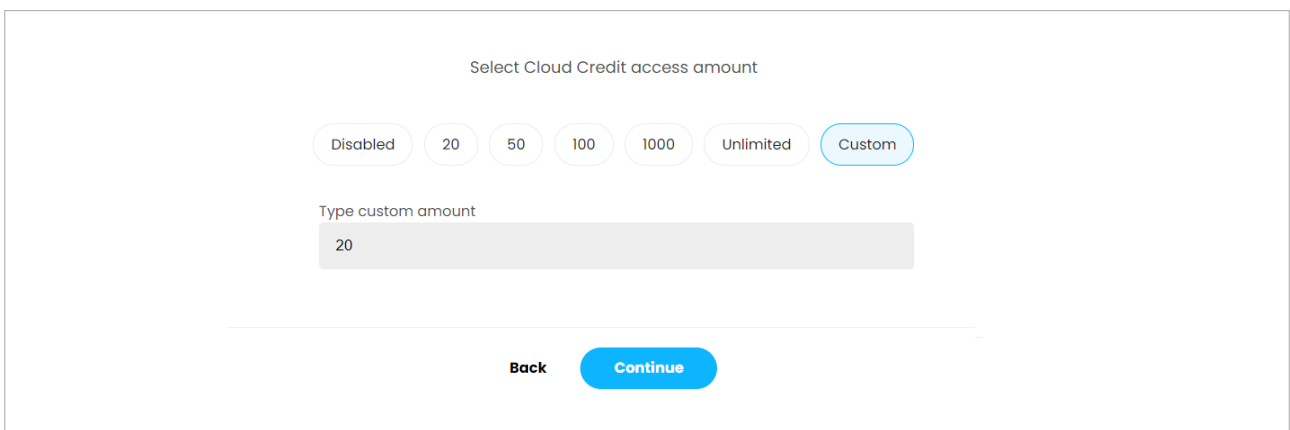 Select Cloud Credit access amount
Disabled 20 50 100 1000 Unlimited Custom
Type custom amount
20
Back Continue